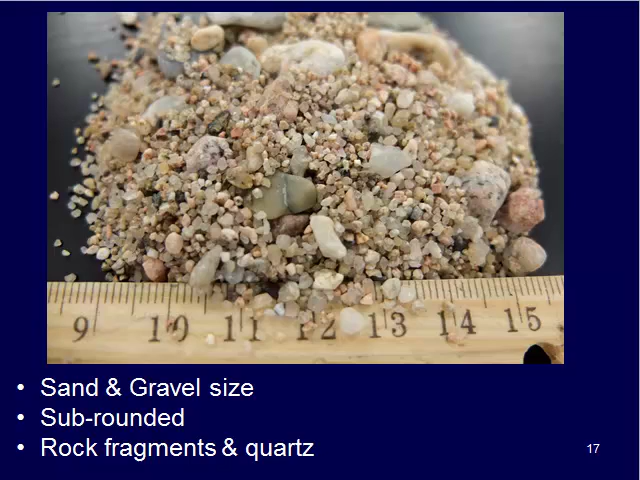 9 10 11 12 13 14 15
• Sand & Gravel size
• Sub-rounded
• Rock fragments & quartz
17